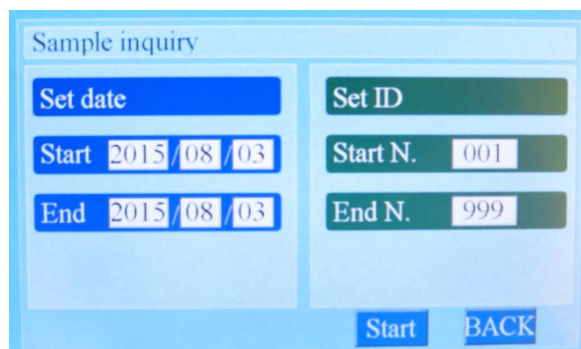 Sample inquiry
Set date
Start 2015/08/03
End 2015/08/03
Set ID
Start N. 001
End N. 999
Start BACK